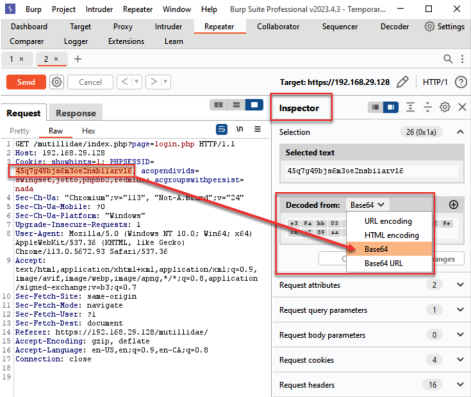 Burp Project Intruder Repeater Window Help Burp Suite Professional v2023.4.3 - Temporar...
Dashboard Target Proxy Intruder Repeater Collaborator Sequencer Decoder Settings
Comparer Logger Extensions Learn
1 × 2 × +
Send Cancel < > Target: https://192.168.29.128 HTTP/1
Request Response
Pretty Raw Hex \n
1 GET /mutillidae/index.php?page=login.php HTTP/1.1
2 Host: 192.168.29.128
3 Cookie: showhints=1; PHPSESSID=
45q7g49bjs6m3oe2nsbiiarvl6; acopendivids=
swingset,jotto,phpbb2,redmine; acgroupswithpersist=
nada
4 Sec-Ch-Ua: "Chromium";v="113", "Not-A.Brand";v="24"
5 Sec-Ch-Ua-Mobile: ?0
6 Sec-Ch-Ua-Platform: "Windows"
7 Upgrade-Insecure-Requests: 1
8 User-Agent: Mozilla/5.0 (Windows NT 10.0; Win64; x64)
AppleWebKit/537.36 (KHTML, like Gecko)
Chrome/113.0.5672.93 Safari/537.36
9 Accept:
text/html,application/xhtml+xml,application/xml;q=0.9,
image/avif,image/webp,image/apng,*/*;q=0.8,application
/signed-exchange;v=b3;q=0.7
10 Sec-Fetch-Site: same-origin
11 Sec-Fetch-Mode: navigate
12 Sec-Fetch-User: ?1
13 Sec-Fetch-Dest: document
14 Referer: https://192.168.29.128/mutillidae/
15 Accept-Encoding: gzip, deflate
16 Accept-Language: en-US,en;q=0.9,en-CA;q=0.8
17 Connection: close
18
19
Inspector
Selection 26 (0x1a)
Selected text
45q7g49bjs6m3oe2nsbiiarvl6
Decoded from: Base64
URL encoding
HTML encoding
Base64
Base64 URL
Request attributes 2
Request query parameters 1
Request body parameters 0
Request cookies 4
Request headers 16